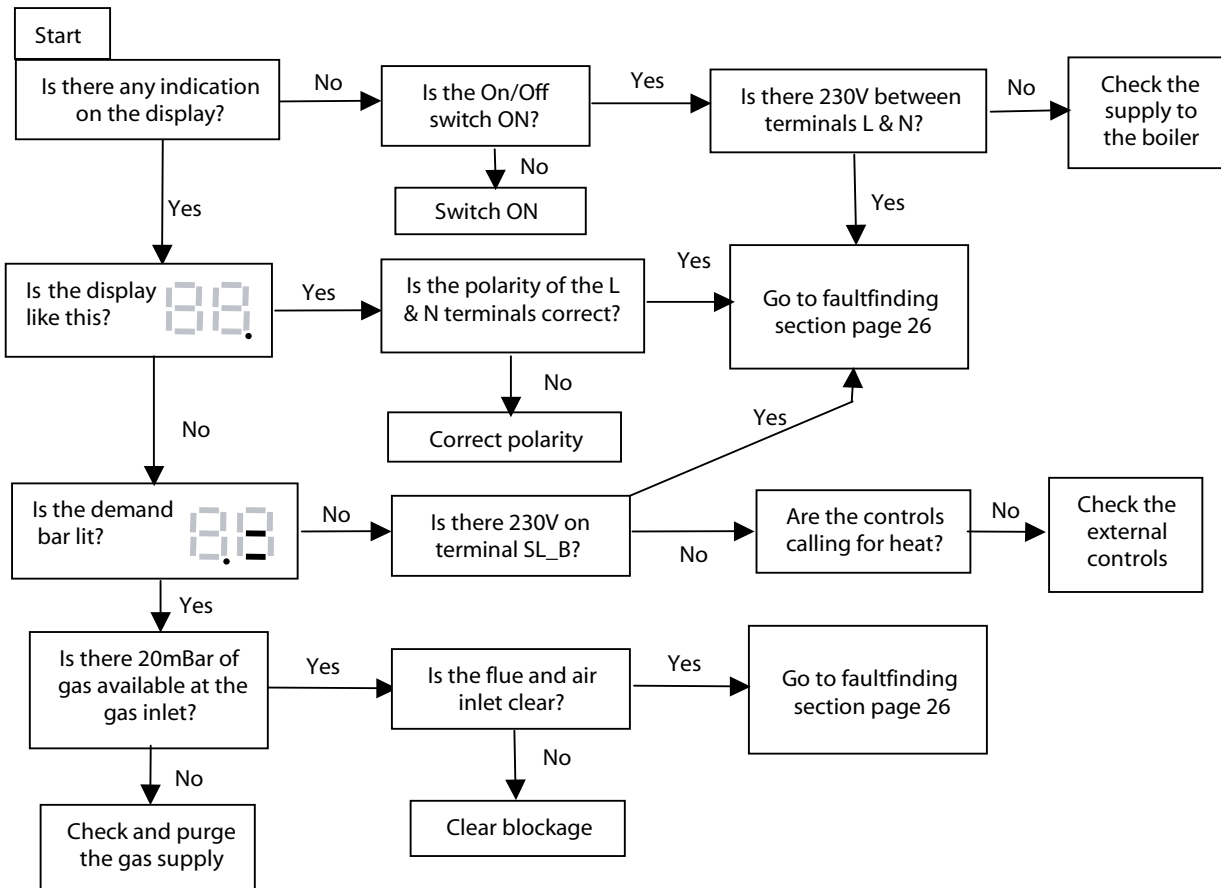 Start
Is there any indication
on the display?
No
Is the On/Off
switch ON?
Yes
Is there 230V between
terminals L & N?
No
Check the
supply to
the boiler
No
Switch ON
Yes
Yes
Is the display
like this?
Yes
Is the polarity of the L
& N terminals correct?
Yes
Go to faultfinding
section page 26
No
Correct polarity
No
Yes
Is the demand
bar lit?
No
Is there 230V on
terminal SL_B?
No
Are the controls
calling for heat?
No
Check the
external
controls
Yes
Is there 20mBar of
gas available at the
gas inlet?
Yes
Is the flue and air
inlet clear?
Yes
Go to faultfinding
section page 26
No
Check and purge
the gas supply
No
Clear blockage